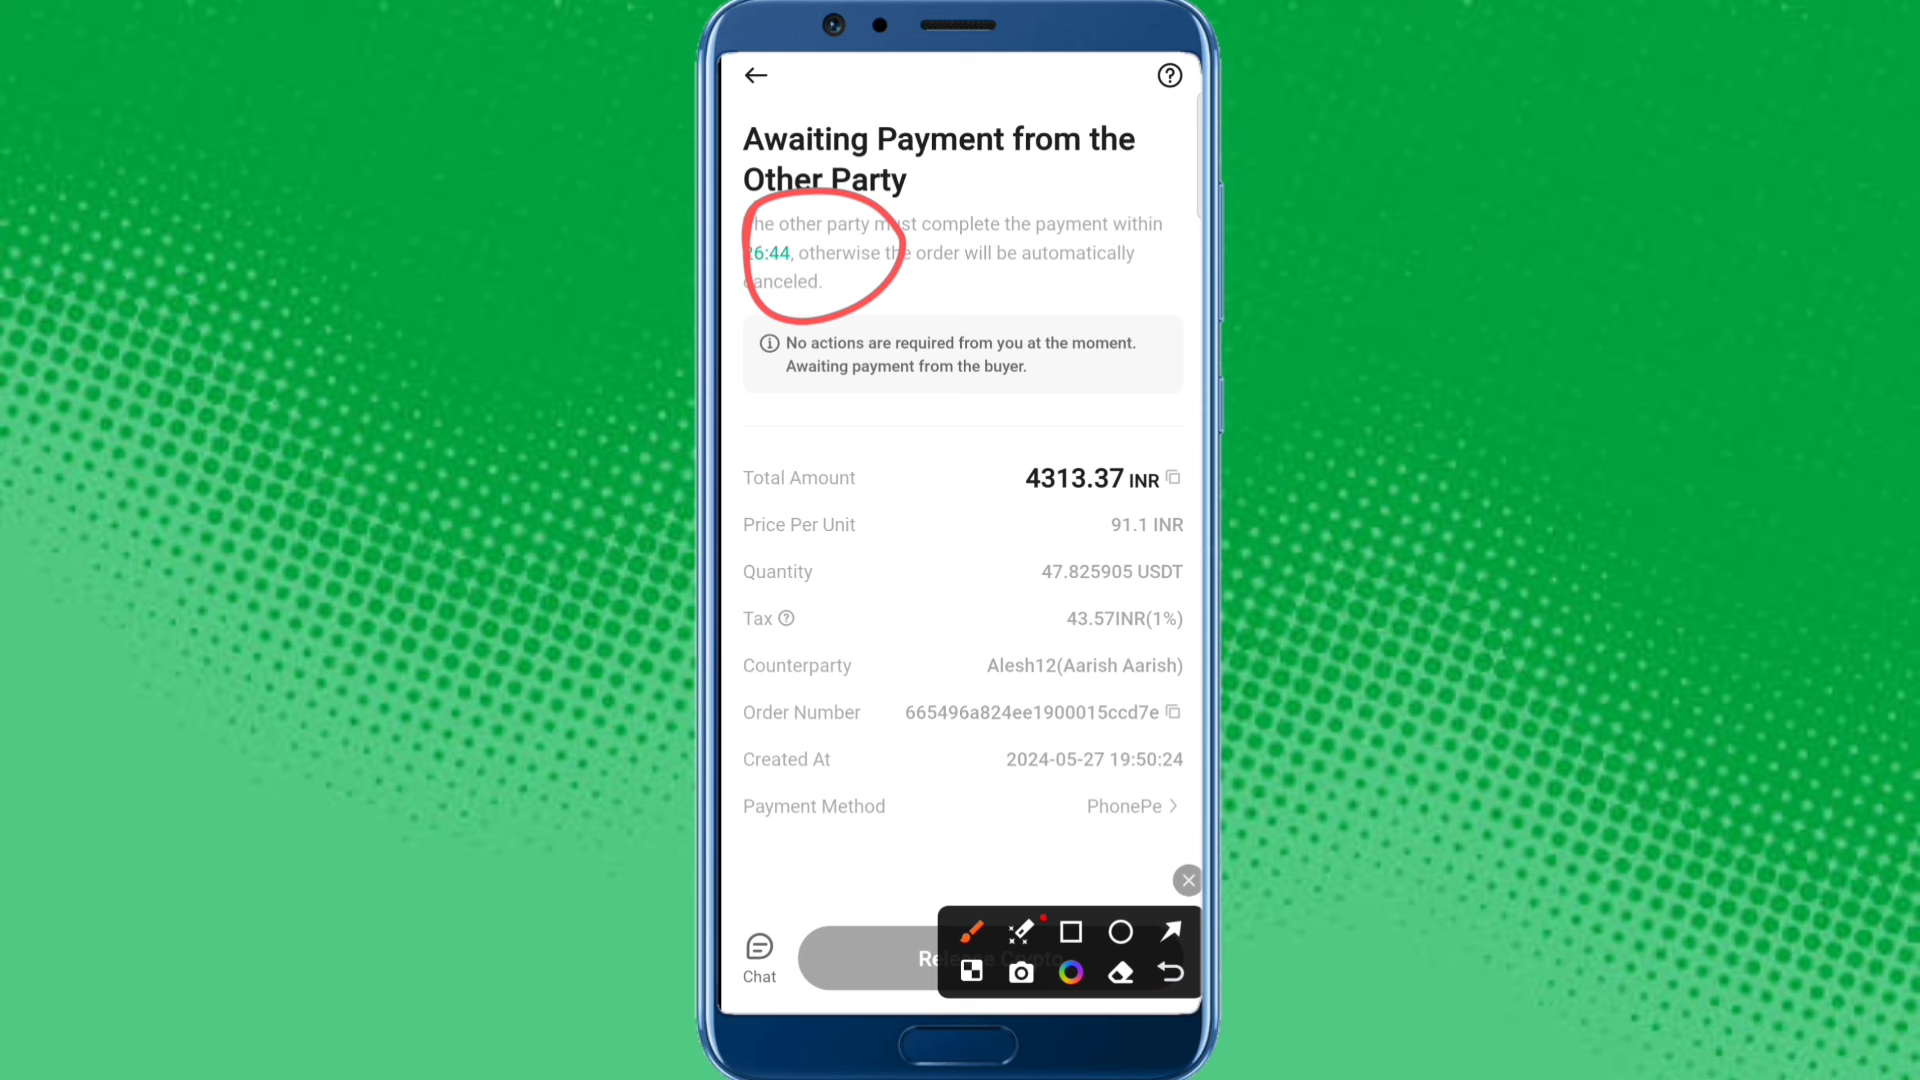 Awaiting Payment from the
Other Party
he other party must complete the payment within
6:44, otherwise the order will be automatically
canceled.
No actions are required from you at the moment.
Awaiting payment from the buyer.
Total Amount 4313.37 INR
Price Per Unit 91.1 INR
Quantity 47.825905 USDT
Tax 43.57INR(1%)
Counterparty Alesh12(Aarish Aarish)
Order Number 665496a824ee1900015ccd7e
Created At 2024-05-27 19:50:24
Payment Method PhonePe
Release Crypto
Chat